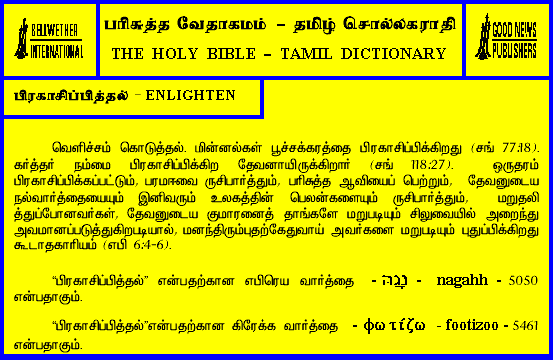 BELLWETHER
INTERNATIONAL
பரிசுத்த வேதாகமம் – தமிழ் சொல்லகராதி
THE HOLY BIBLE – TAMIL DICTIONARY
GOOD NEWS
PUBLISHERS
பிரகாசிப்பித்தல் – ENLIGHTEN
வெளிச்சம் கொடுத்தல். மின்னல்கள் பூச்சக்கரத்தை பிரகாசிப்பிக்கிறது (சங் 77:18).
கர்த்தர் நம்மை பிரகாசிப்பிக்கிற தேவனாயிருக்கிறார் (சங் 118:27). ஒருதரம்
பிரகாசிப்பிக்கப்பட்டும், பரமஈவை ருசிபார்த்தும், பரிசுத்த ஆவியைப் பெற்றும், தேவனுடைய
நல்வார்த்தையையும் இனிவரும் உலகத்தின் பெலன்களையும் ருசிபார்த்தும், மறுதலி
த்துப்போனவர்கள், தேவனுடைய குமாரனைத் தாங்களே மறுபடியும் சிலுவையில் அறைந்து
அவமானப்படுத்துகிறபடியால், மனந்திரும்புதற்கேதுவாய் அவர்களை மறுபடியும் புதுப்பிக்கிறது
கூடாதகாரியம் (எபி 6:4-6).
“பிரகாசிப்பித்தல்” என்பதற்கான எபிரெய வார்த்தை - נָגַהּ - nagahh - 5050
என்பதாகும்.
“பிரகாசிப்பித்தல்”என்பதற்கான கிரேக்க வார்த்தை - φωτίζω - footizoo - 5461
என்பதாகும்.